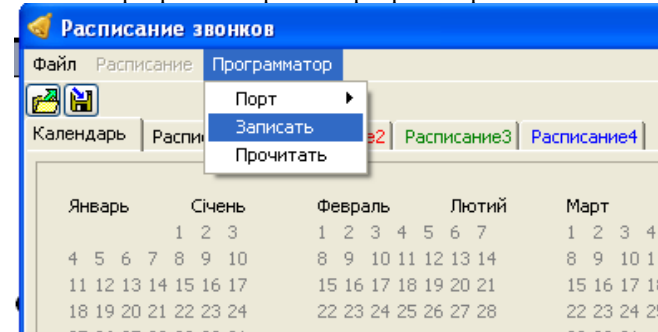 Расписание звонков
Файл Расписание Программатор
Порт
Записать
Прочитать
Календарь Распи e2 Расписание3 Расписание4
Январь Січень Февраль Лютий Март
1 2 3 1 2 3 4 5 6 7 1 2 3 4
4 5 6 7 8 9 10 8 9 10 11 12 13 14 8 9 10 1
11 12 13 14 15 16 17 15 16 17 18 19 20 21 15 16 17 18
18 19 20 21 22 23 24 22 23 24 25 26 27 28 22 23 24 25